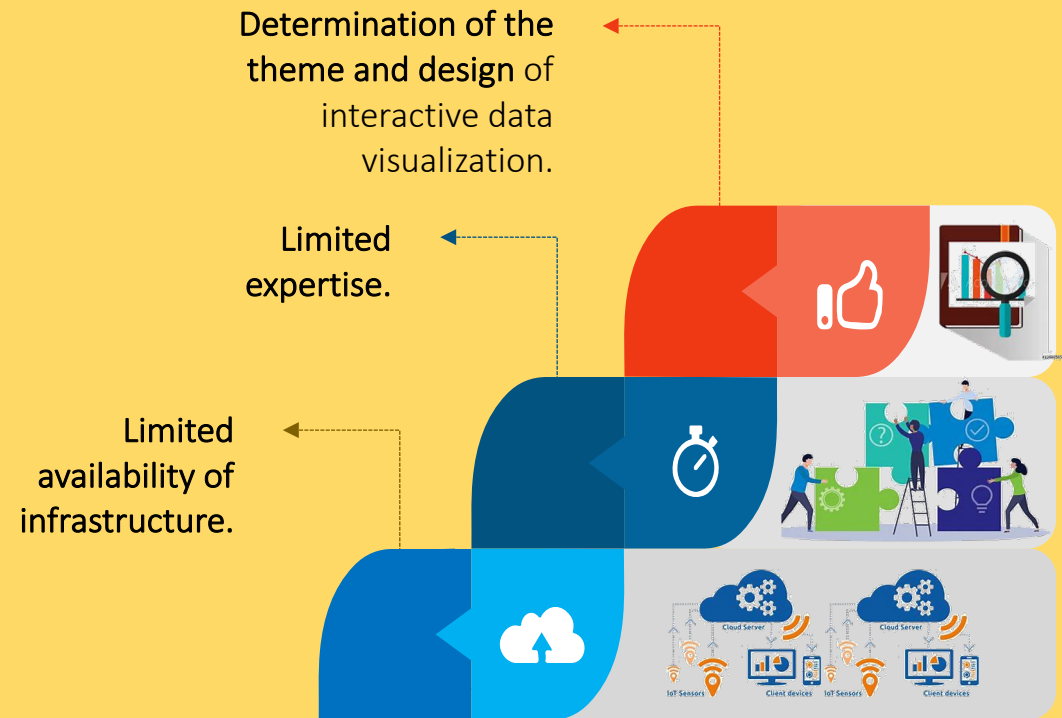 Determination of the
theme and design of
interactive data
visualization.
Limited
expertise.
Limited
availability of
infrastructure.
Cloud Server
Cloud Server
IoT Sensors
Client devices
IoT Sensors
Client devices